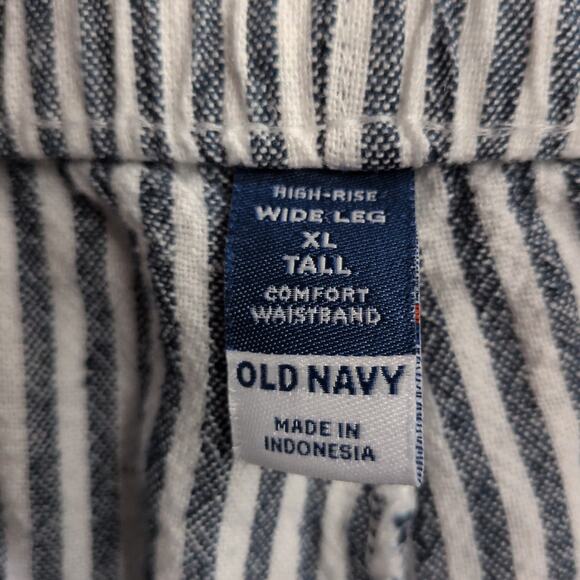 HIGH-RISE
WIDE LEG
XL
TALL
COMFORT
WAISTBAND
OLD NAVY
MADE IN
INDONESIA